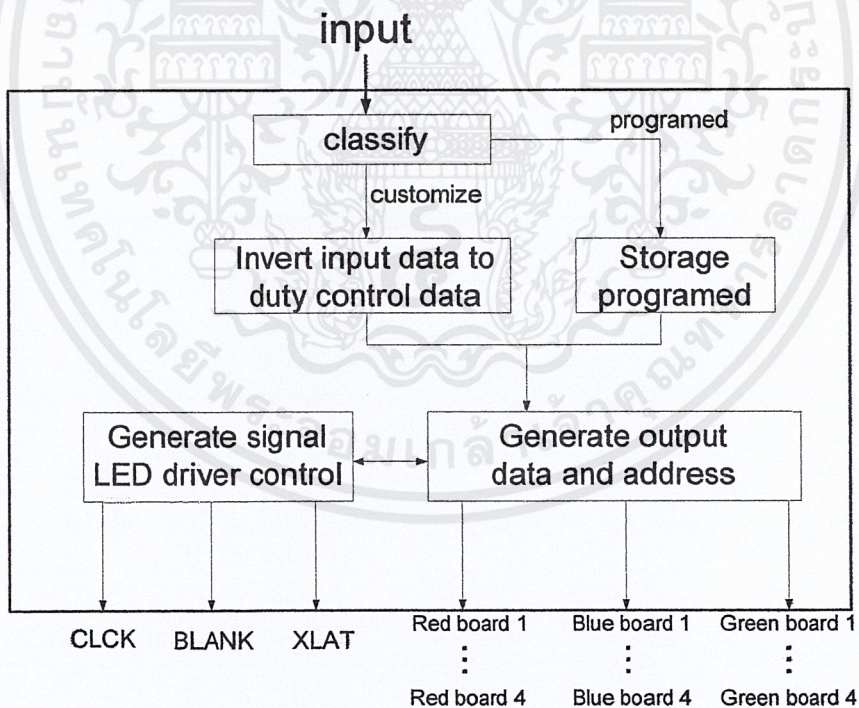 input
classify
programed
customize
Invert input data to
duty control data
Storage
programed
Generate signal
LED driver control
Generate output
data and address
CLCK
BLANK
XLAT
Red board 1
Blue board 1
Green board 1
Red board 4
Blue board 4
Green board 4